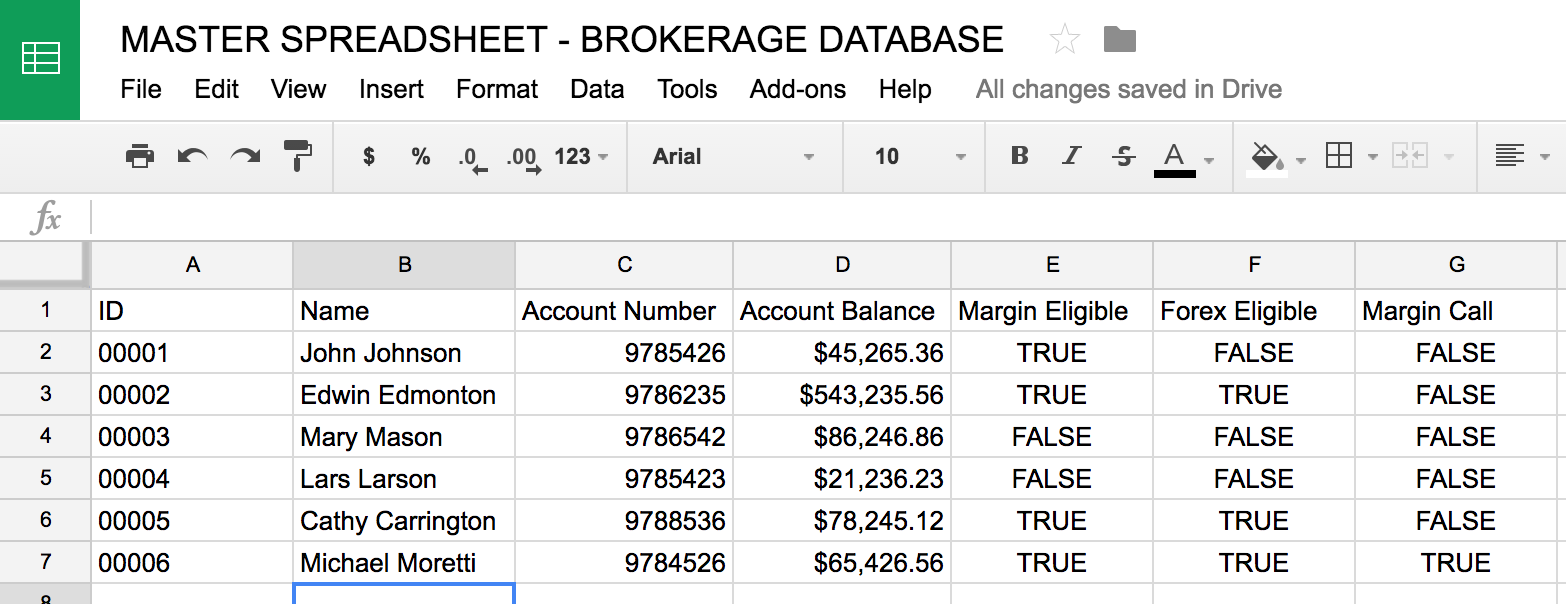 MASTER SPREADSHEET - BROKERAGE DATABASE
File Edit View Insert Format Data Tools Add-ons Help All changes saved in Drive
$ % .0 .00 123 Arial 10 B I S A
fx
A B C D E F G
1 ID Name Account Number Account Balance Margin Eligible Forex Eligible Margin Call
2 00001 John Johnson 9785426 $45,265.36 TRUE FALSE FALSE
3 00002 Edwin Edmonton 9786235 $543,235.56 TRUE TRUE FALSE
4 00003 Mary Mason 9786542 $86,246.86 FALSE FALSE FALSE
5 00004 Lars Larson 9785423 $21,236.23 FALSE FALSE FALSE
6 00005 Cathy Carrington 9788536 $78,245.12 TRUE TRUE FALSE
7 00006 Michael Moretti 9784526 $65,426.56 TRUE TRUE TRUE
8